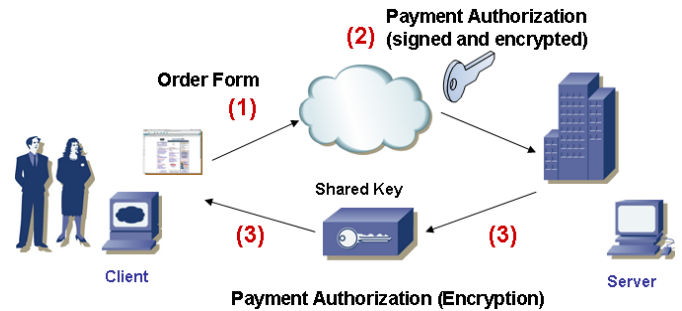 Payment Authorization
(2) (signed and encrypted)
Order Form
(1)
Shared Key
(3)
(3)
Client
Server
Payment Authorization (Encryption)